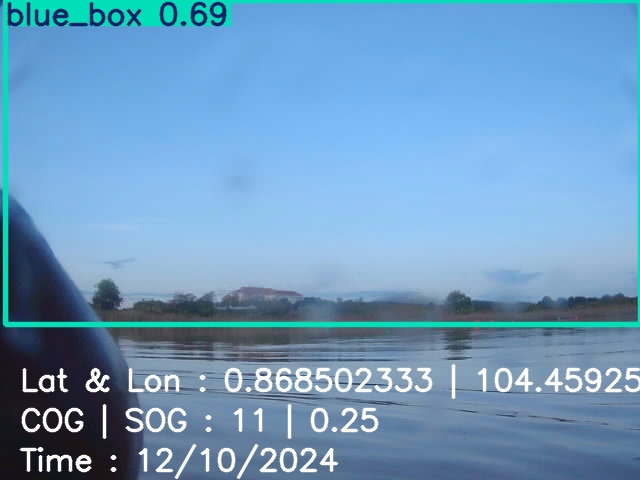 blue_box 0.69
Lat & Lon : 0.868502333 | 104.45925
COG | SOG : 11 | 0.25
Time : 12/10/2024